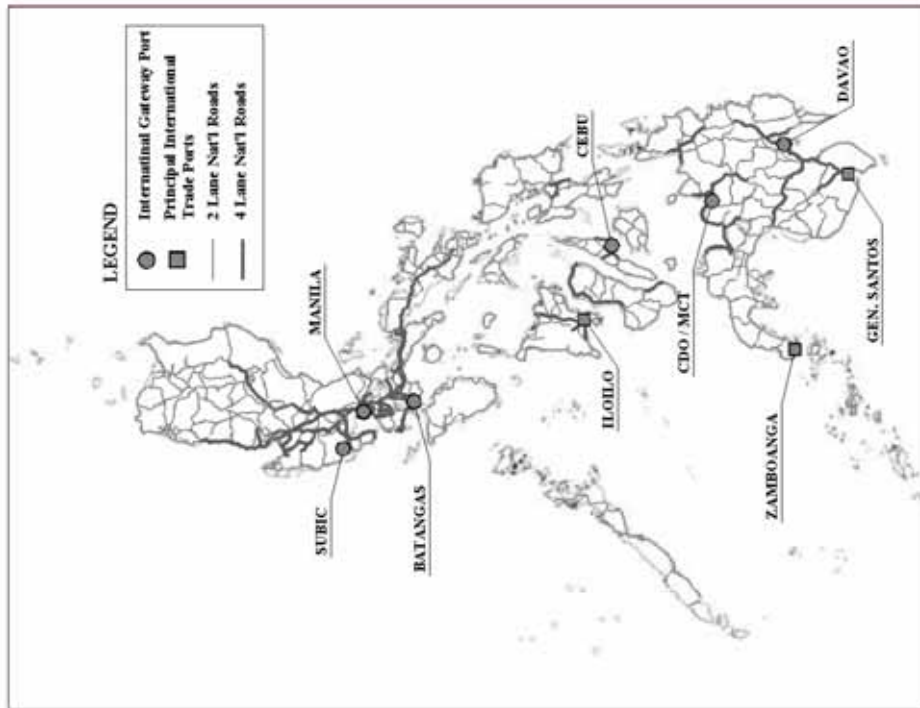 LEGEND
Internatinal Gateway Port
Principal International
Trade Ports
2 Lane Nat'l Roads
4 Lane Nat'l Roads
MANILA
SUBIC
BATANGAS
CEBU
ILOILO
CDO / MCT
DAVAO
ZAMBOANGA
GEN. SANTOS